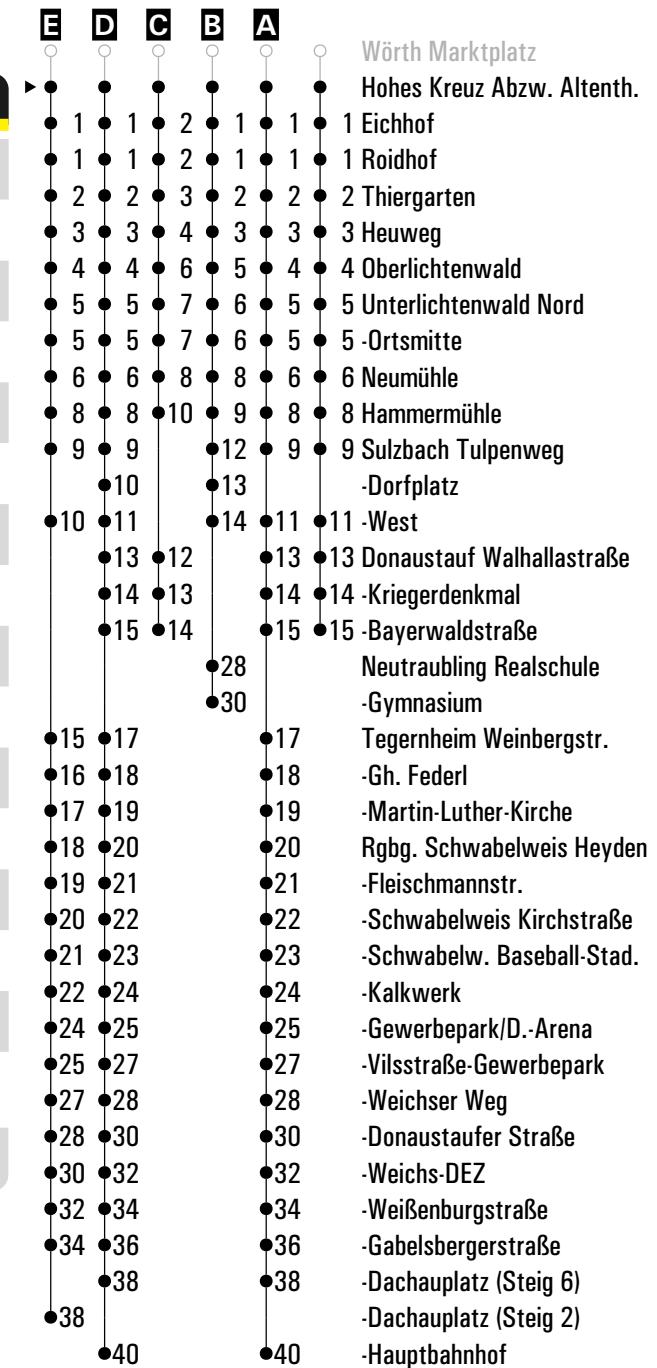 E D C B A
Wörth Marktplatz
Hohes Kreuz Abzw. Altenth.
1 1 2 1 1 1 Eichhof
1 1 2 1 1 1 Roidhof
2 2 3 2 2 2 Thiergarten
3 3 4 3 3 3 Heuweg
4 4 6 5 4 4 Oberlichtenwald
5 5 7 6 5 5 Unterlichtenwald Nord
5 5 7 6 5 5 -Ortsmitte
6 6 8 8 6 6 Neumühle
8 8 10 9 8 8 Hammermühle
9 9 12 9 9 Sulzbach Tulpenweg
10 13 -Dorfplatz
10 11 14 11 11 -West
13 12 13 13 Donaustauf Walhallastraße
14 13 14 14 -Kriegerdenkmal
15 14 15 15 -Bayerwaldstraße
28 Neutraubling Realschule
30 -Gymnasium
15 17 17 Tegernheim Weinbergstr.
16 18 18 -Gh. Federl
17 19 19 -Martin-Luther-Kirche
18 20 20 Rgbg. Schwabelweis Heyden
19 21 21 -Fleischmannstr.
20 22 22 -Schwabelweis Kirchstraße
21 23 23 -Schwabelw. Baseball-Stad.
22 24 24 -Kalkwerk
24 25 25 -Gewerbepark/D.-Arena
25 27 27 -Vilsstraße-Gewerbepark
27 28 28 -Weichser Weg
28 30 30 -Donaustaufer Straße
30 32 32 -Weichs-DEZ
32 34 34 -Weißenburgstraße
34 36 36 -Gabelsbergerstraße
38 38 -Dachauplatz (Steig 6)
38 -Dachauplatz (Steig 2)
40 40 -Hauptbahnhof